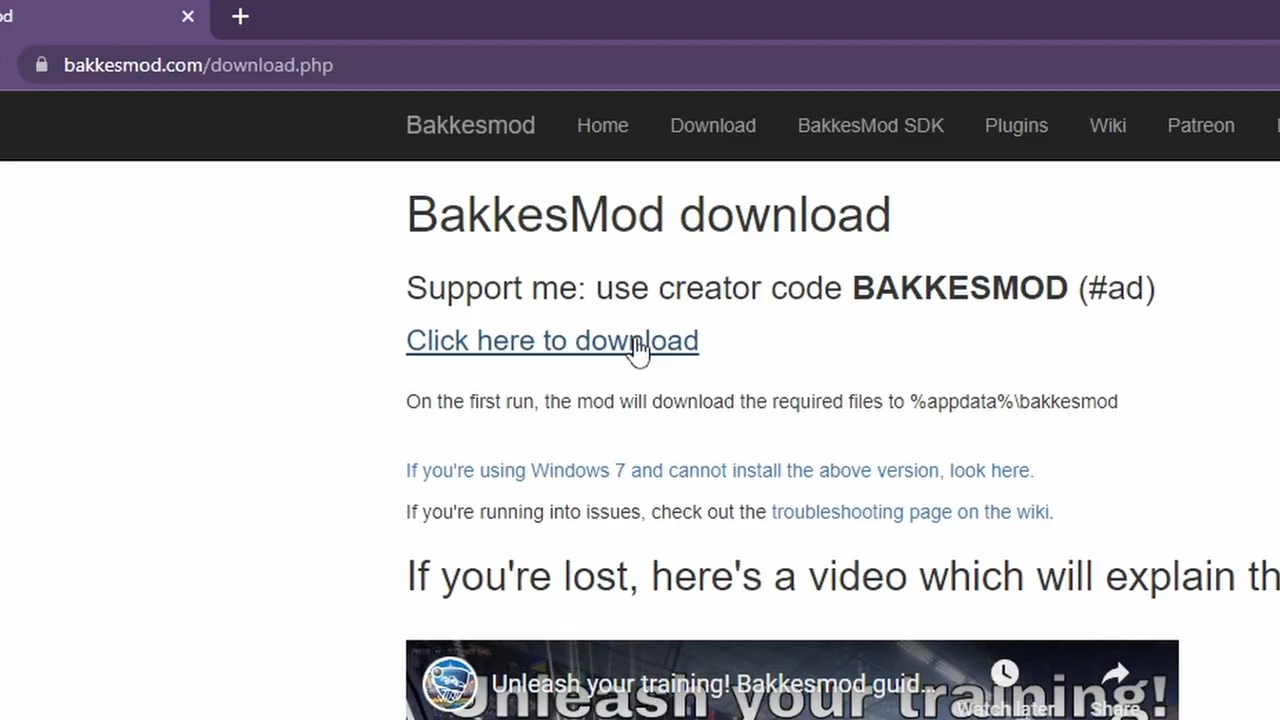 od
bakkesmod.com/download.php
Bakkesmod Home Download BakkesMod SDK Plugins Wiki Patreon
BakkesMod download
Support me: use creator code BAKKESMOD (#ad)
Click here to download
On the first run, the mod will download the required files to %appdata%\bakkesmod
If you're using Windows 7 and cannot install the above version, look here.
If you're running into issues, check out the troubleshooting page on the wiki.
If you're lost, here's a video which will explain th
Unleash your training! Bakkesmod guid...
Unleash your training!
Watch later Share